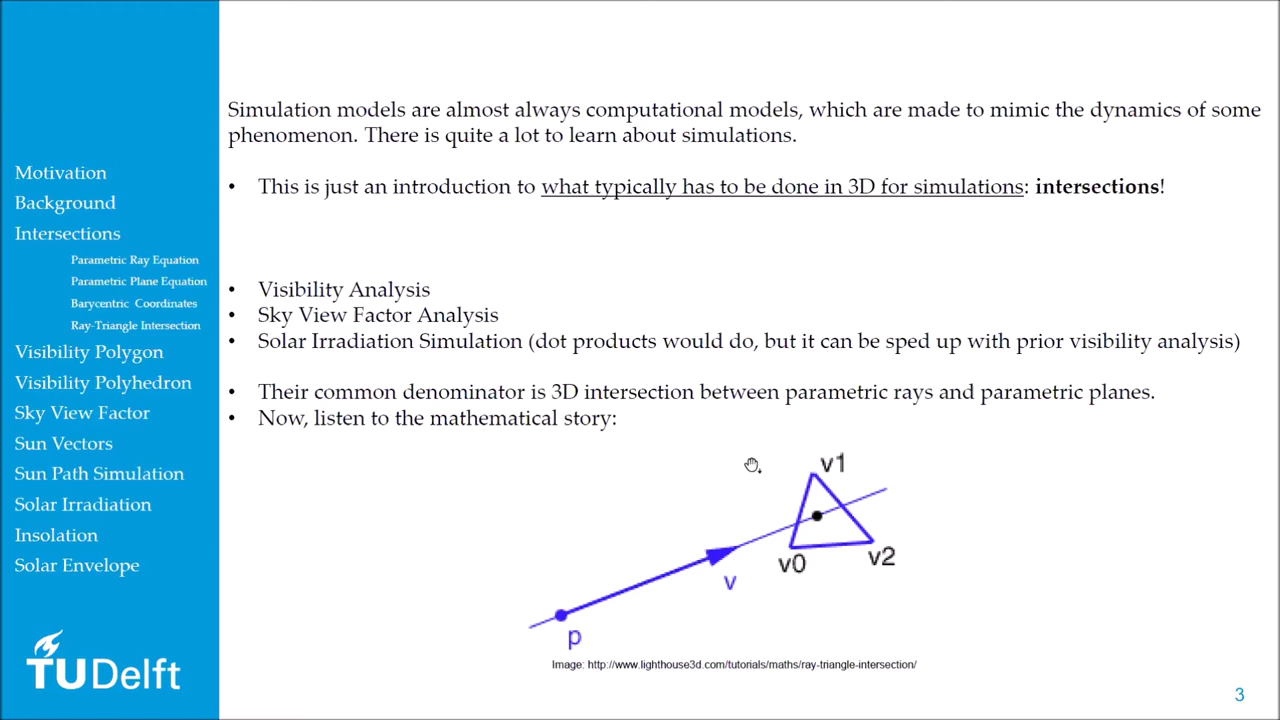 Motivation
Background
Intersections
Parametric Ray Equation
Parametric Plane Equation
Barycentric Coordinates
Ray-Triangle Intersection
Visibility Polygon
Visibility Polyhedron
Sky View Factor
Sun Vectors
Sun Path Simulation
Solar Irradiation
Insolation
Solar Envelope
TUDelft
Simulation models are almost always computational models, which are made to mimic the dynamics of some
phenomenon. There is quite a lot to learn about simulations.
• This is just an introduction to what typically has to be done in 3D for simulations: intersections!
• Visibility Analysis
• Sky View Factor Analysis
• Solar Irradiation Simulation (dot products would do, but it can be sped up with prior visibility analysis)
• Their common denominator is 3D intersection between parametric rays and parametric planes.
• Now, listen to the mathematical story:
v1
v0
v2
v
p
Image: http://www.lighthouse3d.com/tutorials/maths/ray-triangle-intersection/
3